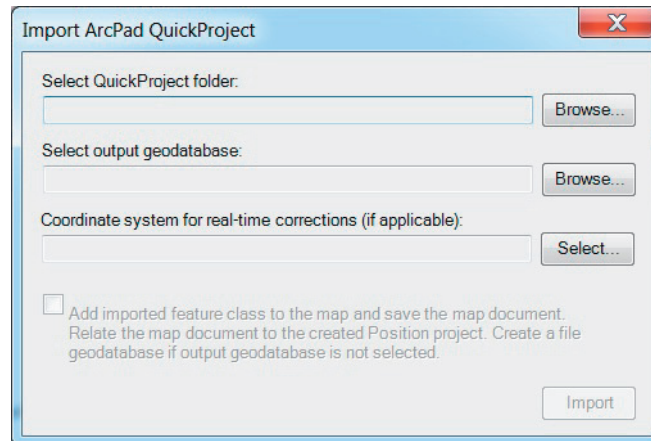 Import ArcPad QuickProject
Select QuickProject folder:
Browse...
Select output geodatabase:
Browse...
Coordinate system for real-time corrections (if applicable):
Select...
Add imported feature class to the map and save the map document.
Relate the map document to the created Position project. Create a file
geodatabase if output geodatabase is not selected.
Import